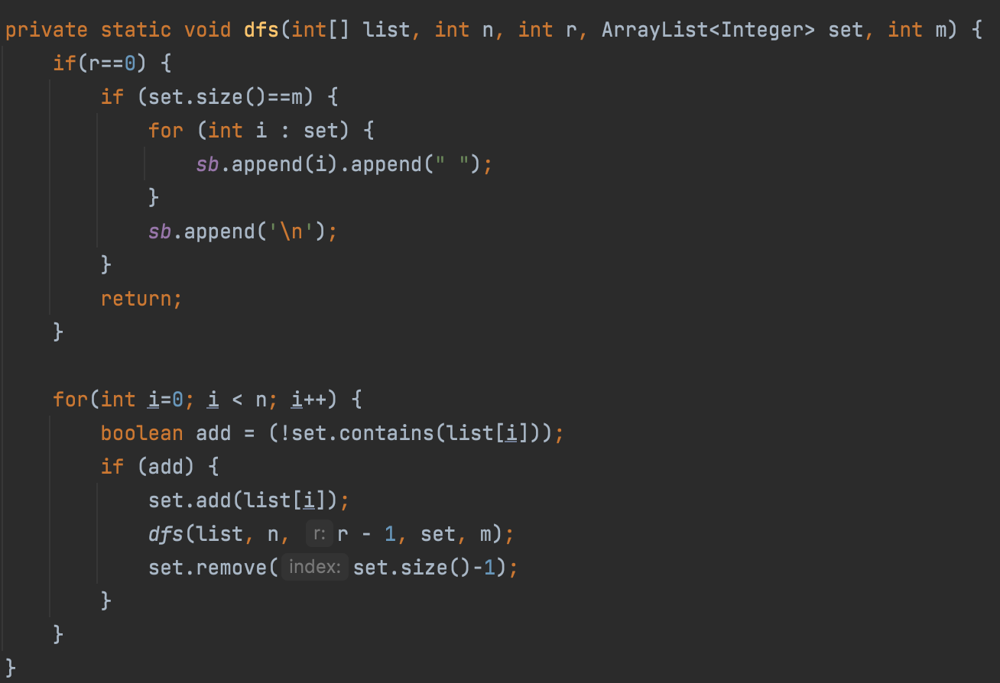 private static void dfs(int[] list, int n, int r, ArrayList<Integer> set, int m) {
    if(r==0) {
        if (set.size()==m) {
            for (int i : set) {
                sb.append(i).append(" ");
            }
            sb.append('\n');
        }
        return;
    }

    for(int i=0; i < n; i++) {
        boolean add = (!set.contains(list[i]));
        if (add) {
            set.add(list[i]);
            dfs(list, n, r: r - 1, set, m);
            set.remove( index: set.size()-1);
        }
    }
}